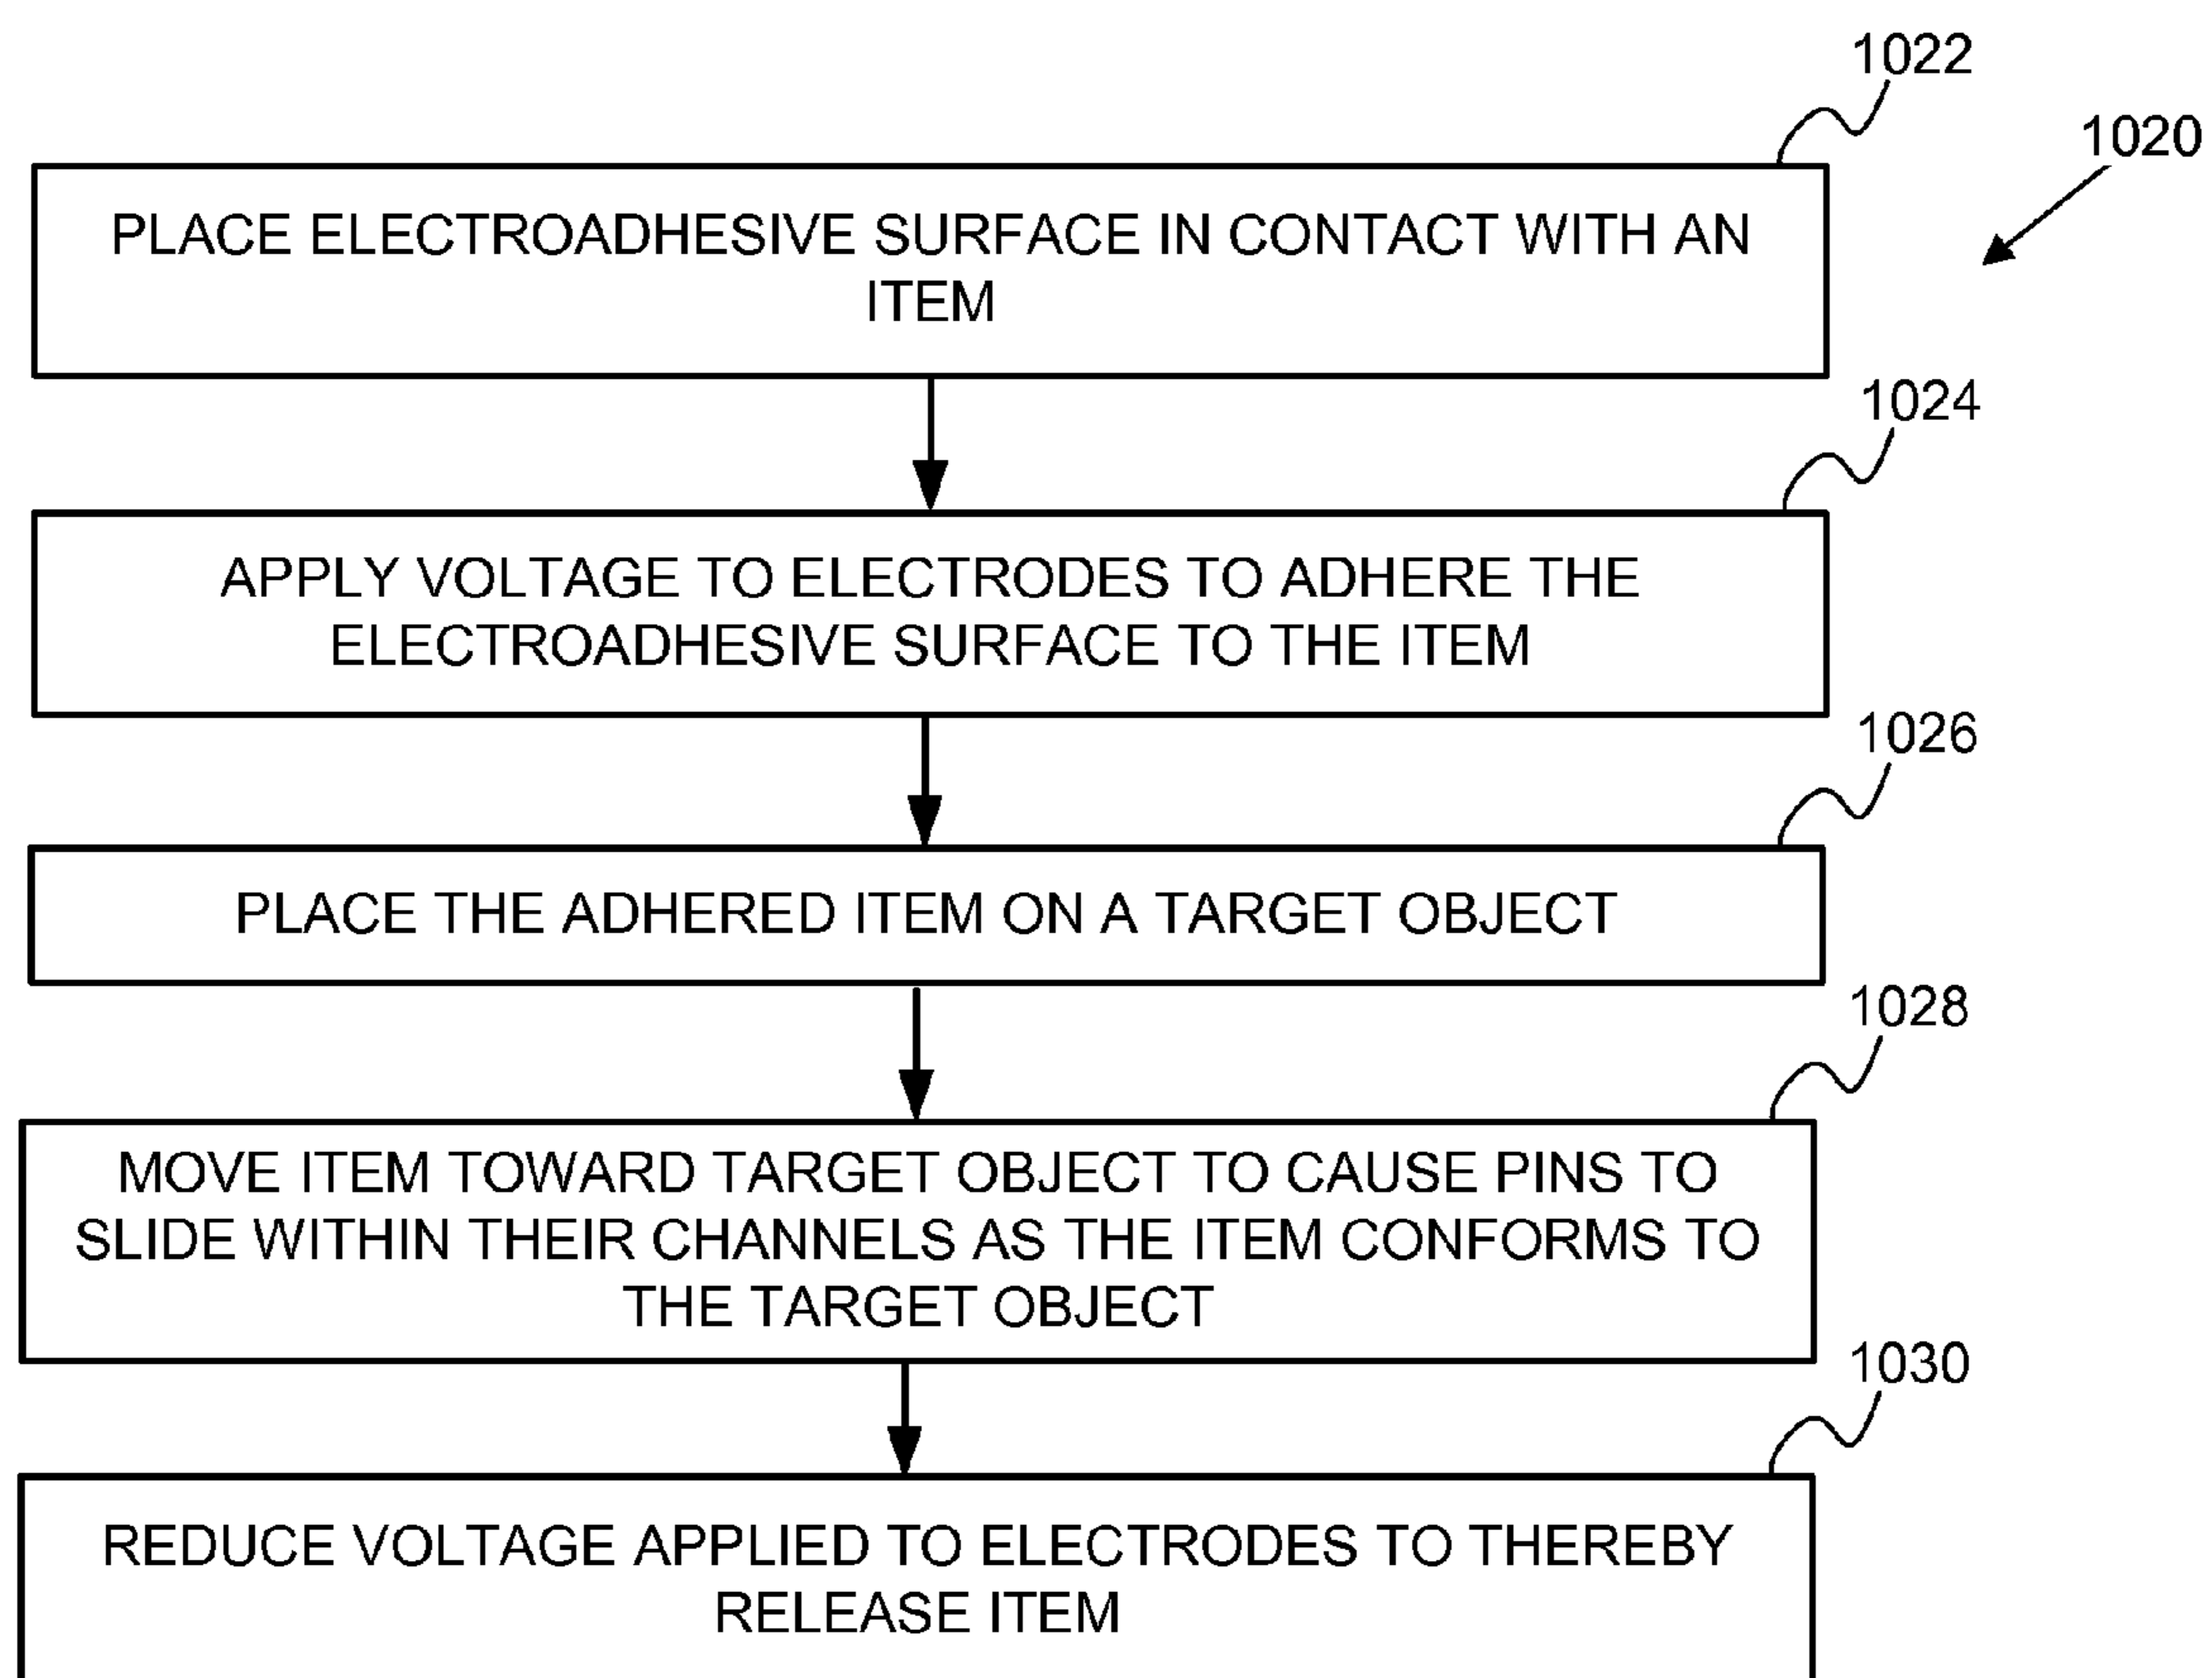 1022
1020
PLACE ELECTROADHESIVE SURFACE IN CONTACT WITH AN
ITEM
1024
APPLY VOLTAGE TO ELECTRODES TO ADHERE THE
ELECTROADHESIVE SURFACE TO THE ITEM
1026
PLACE THE ADHERED ITEM ON A TARGET OBJECT
1028
MOVE ITEM TOWARD TARGET OBJECT TO CAUSE PINS TO
SLIDE WITHIN THEIR CHANNELS AS THE ITEM CONFORMS TO
THE TARGET OBJECT
1030
REDUCE VOLTAGE APPLIED TO ELECTRODES TO THEREBY
RELEASE ITEM